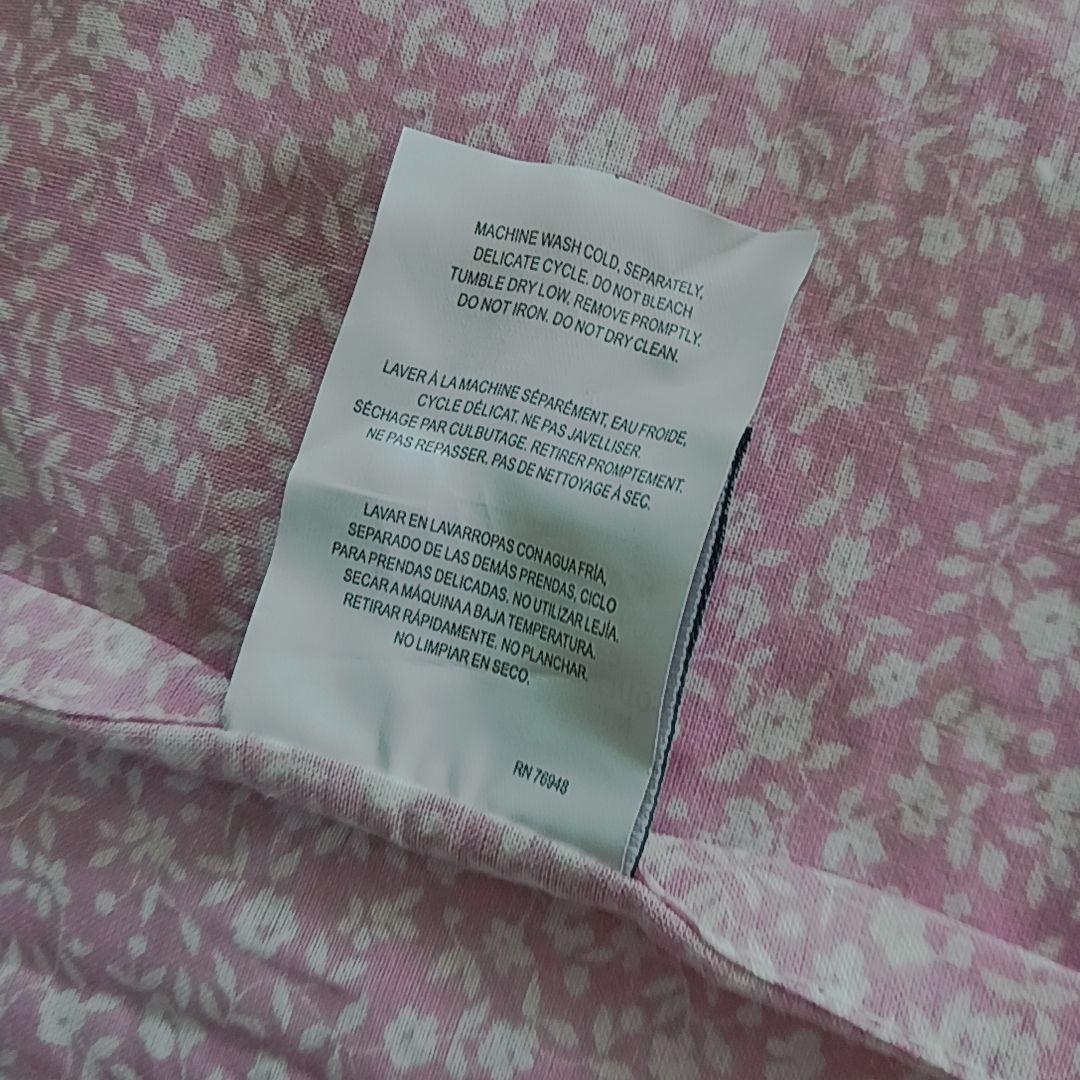 MACHINE WASH COLD, SEPARATELY,
DELICATE CYCLE. DO NOT BLEACH
TUMBLE DRY LOW. REMOVE PROMPTLY.
DO NOT IRON. DO NOT DRY CLEAN.
LAVER À LA MACHINE SÉPARÉMENT, EAU FROIDE,
CYCLE DÉLICAT. NE PAS JAVELLISER.
SÉCHAGE PAR CULBUTAGE. RETIRER PROMPTEMENT.
NE PAS REPASSER. PAS DE NETTOYAGE À SEC.
LAVAR EN LAVARROPAS CON AGUA FRÍA,
SEPARADO DE LAS DEMÁS PRENDAS, CICLO
PARA PRENDAS DELICADAS. NO UTILIZAR LEJÍA.
SECAR A MÁQUINA A BAJA TEMPERATURA.
RETIRAR RÁPIDAMENTE. NO PLANCHAR.
NO LIMPIAR EN SECO.
RN 76948